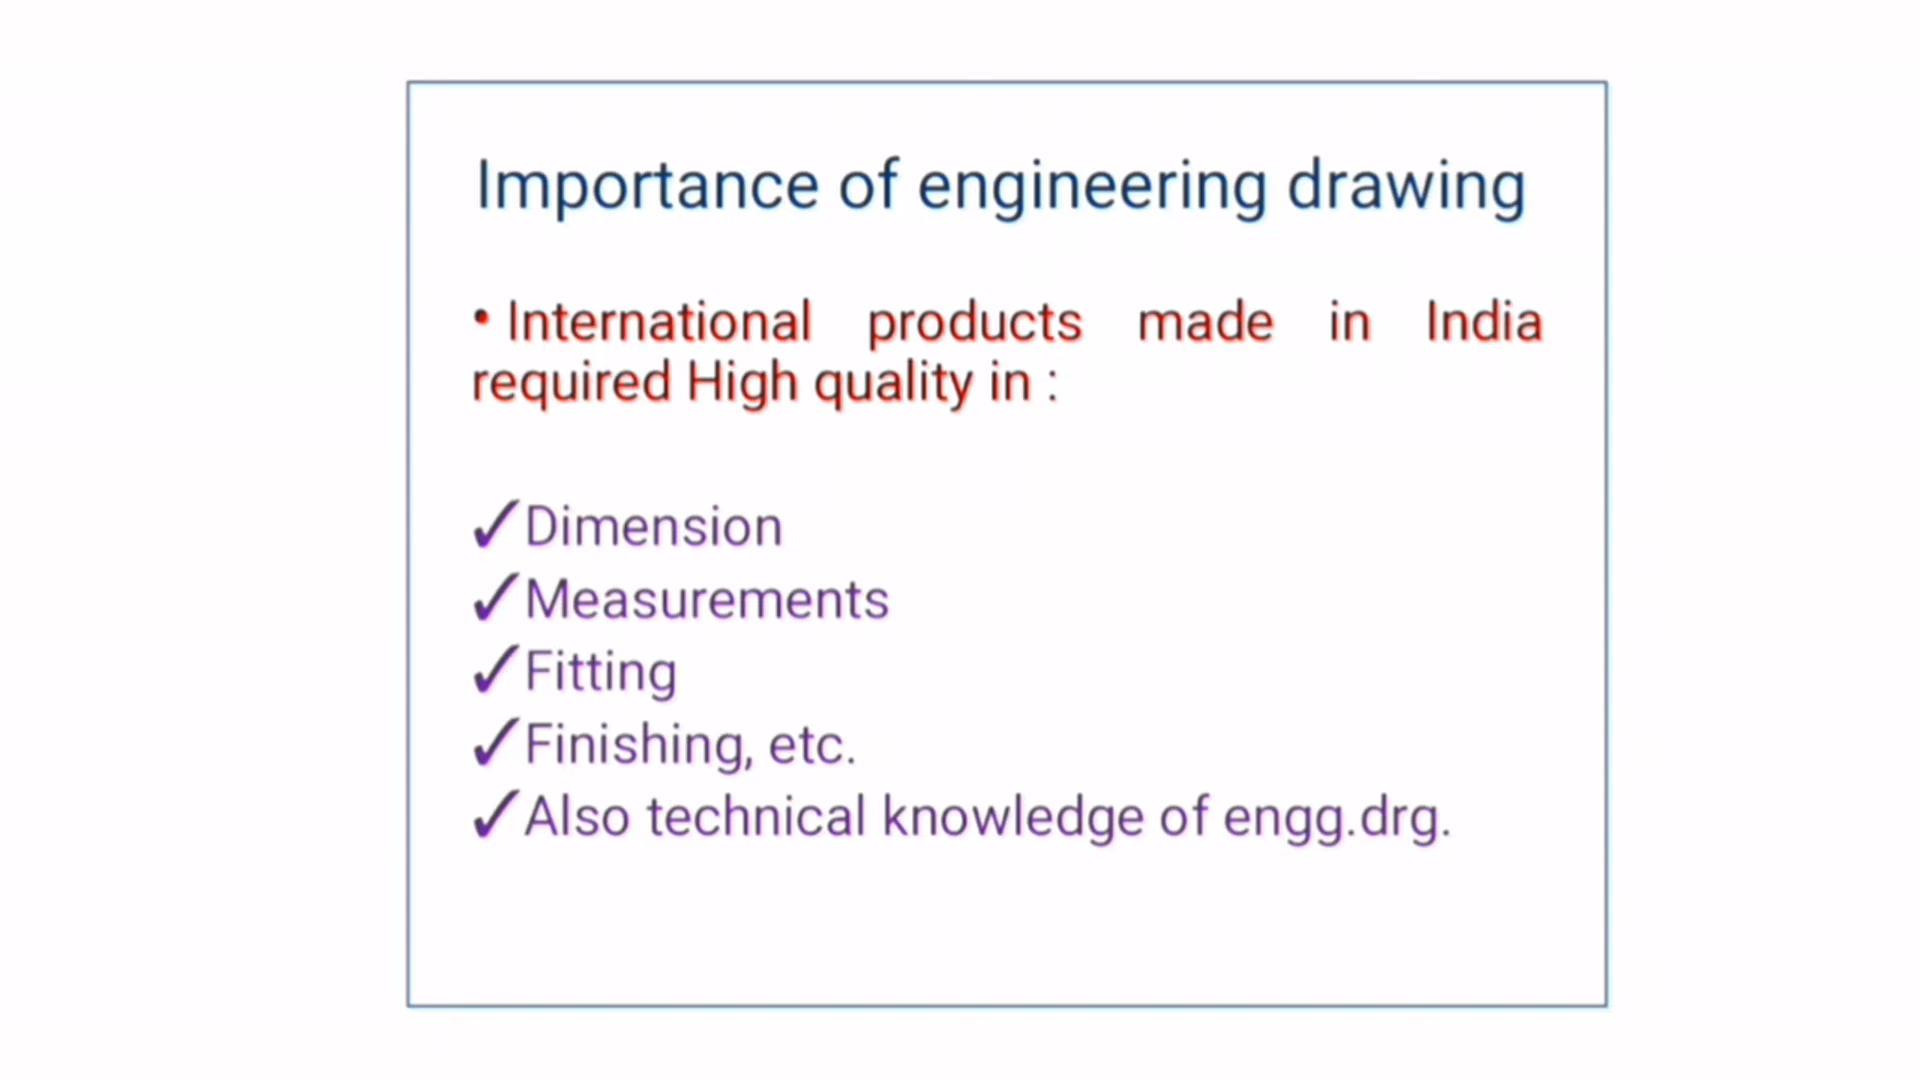 Importance of engineering drawing
• International products made in India
required High quality in :
✓Dimension
✓Measurements
✓Fitting
✓Finishing, etc.
✓Also technical knowledge of engg.drg.